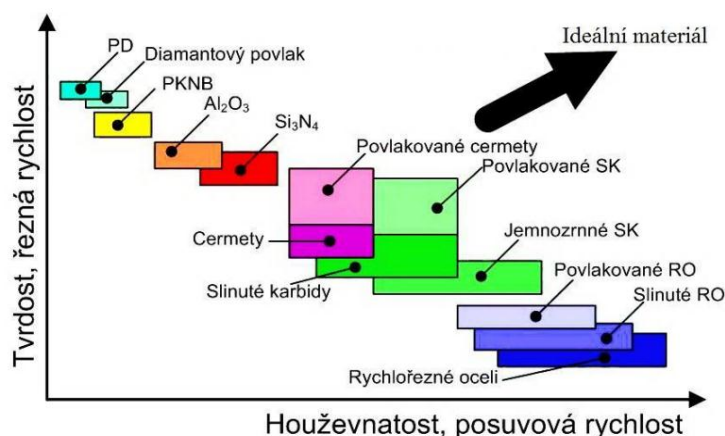 Ideální materiál
PD
Diamantový povlak
PKNB
Al₂O₃
Si₃N₄
Povlakované cermety
Povlakované SK
Cermety
Jemnozrnné SK
Slinuté karbidy
Povlakované RO
Slinuté RO
Rychlořezné oceli
Tvrdost, řezná rychlost
Houževnatost, posuvová rychlost